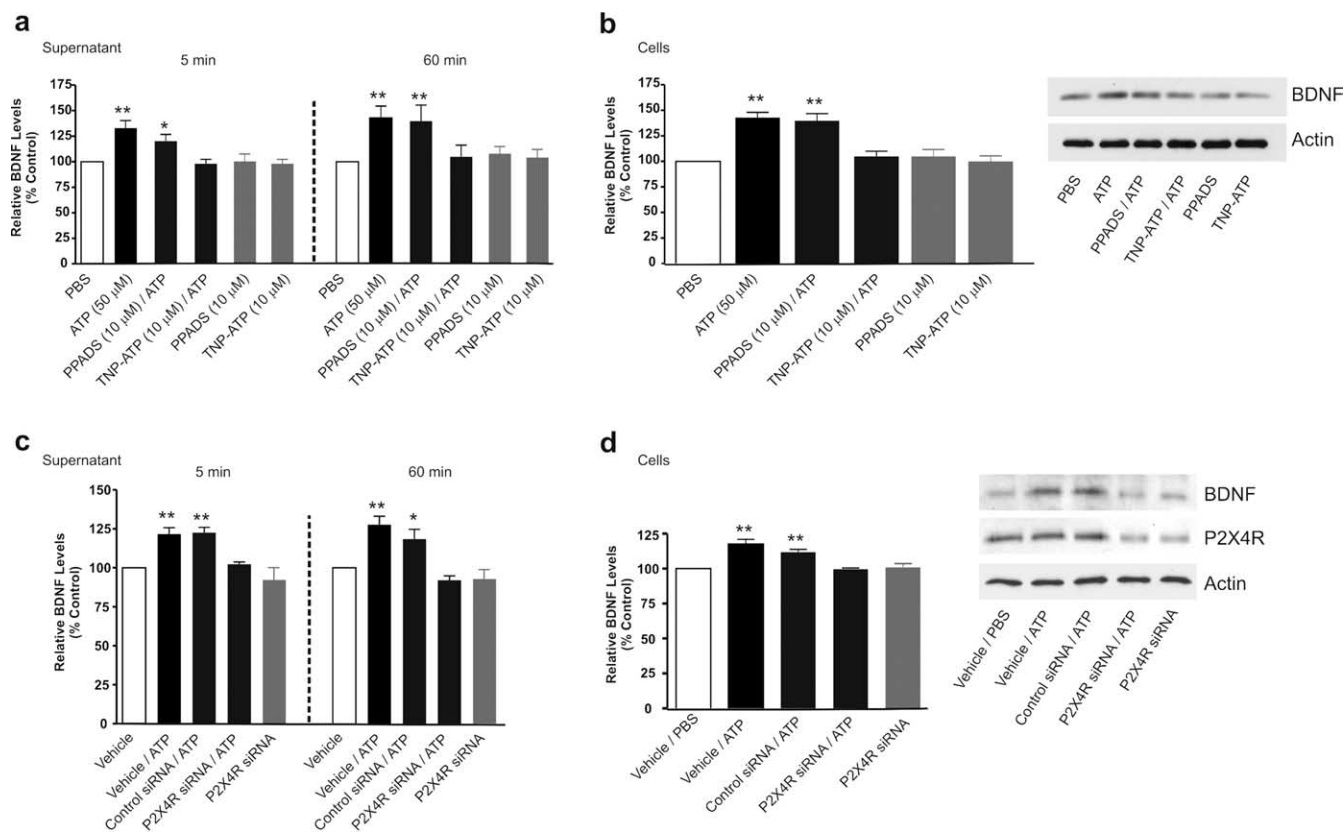 a
Supernatant
5 min
60 min
Relative BDNF Levels
(% Control)
175
150
125
100
75
50
25
0
** 
*
**
**
PBS
ATP (50 μM)
PPADS (10 μM) / ATP
TNP-ATP (10 μM) / ATP
PPADS (10 μM)
TNP-ATP (10 μM)
PBS
ATP (50 μM)
PPADS (10 μM) / ATP
TNP-ATP (10 μM) / ATP
PPADS (10 μM)
TNP-ATP (10 μM)
b
Cells
Relative BDNF Levels
(% Control)
175
150
125
100
75
50
25
0
**
**
PBS
ATP (50 μM)
PPADS (10 μM) / ATP
TNP-ATP (10 μM) / ATP
PPADS (10 μM)
TNP-ATP (10 μM)
BDNF
Actin
PBS
ATP
PPADS / ATP
TNP-ATP / ATP
PPADS
TNP-ATP
c
Supernatant
5 min
60 min
Relative BDNF Levels
(% Control)
150
125
100
75
50
25
0
**
**
**
*
Vehicle
Vehicle / ATP
Control siRNA / ATP
P2X4R siRNA / ATP
P2X4R siRNA
Vehicle
Vehicle / ATP
Control siRNA / ATP
P2X4R siRNA / ATP
P2X4R siRNA
d
Cells
Relative BDNF Levels
(% Control)
125
100
75
50
25
0
**
**
Vehicle / PBS
Vehicle / ATP
Control siRNA / ATP
P2X4R siRNA / ATP
P2X4R siRNA
BDNF
P2X4R
Actin
Vehicle / PBS
Vehicle / ATP
Control siRNA / ATP
P2X4R siRNA / ATP
P2X4R siRNA